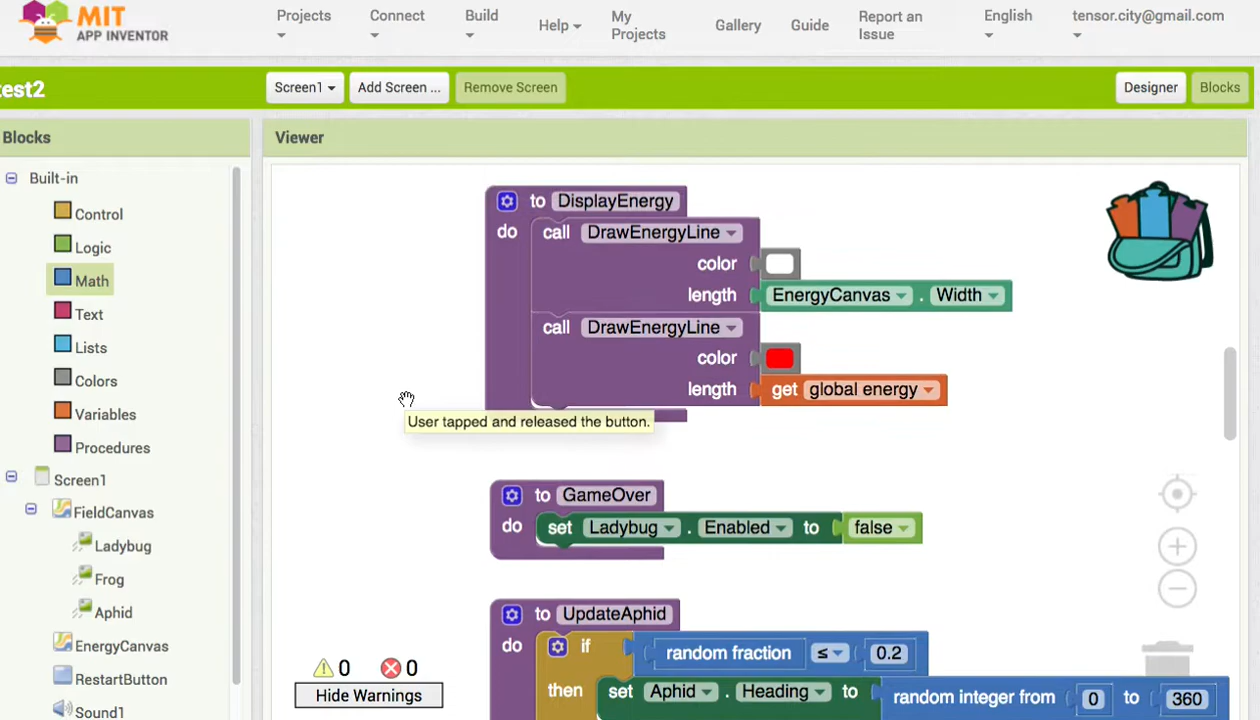 MIT
APP INVENTOR
Projects
Connect
Build
Help
My
Projects
Gallery
Guide
Report an
Issue
English
tensor.city@gmail.com
test2
Screen1
Add Screen ...
Remove Screen
Designer
Blocks
Blocks
Viewer
Built-in
Control
Logic
Math
Text
Lists
Colors
Variables
Procedures
Screen1
FieldCanvas
Ladybug
Frog
Aphid
EnergyCanvas
RestartButton
Sound1
to DisplayEnergy
do call DrawEnergyLine
color
length EnergyCanvas . Width
call DrawEnergyLine
color
length get global energy
User tapped and released the button.
to GameOver
do set Ladybug . Enabled to false
to UpdateAphid
do if random fraction ≤ 0.2
then set Aphid . Heading to random integer from 0 to 360
0 0
Hide Warnings